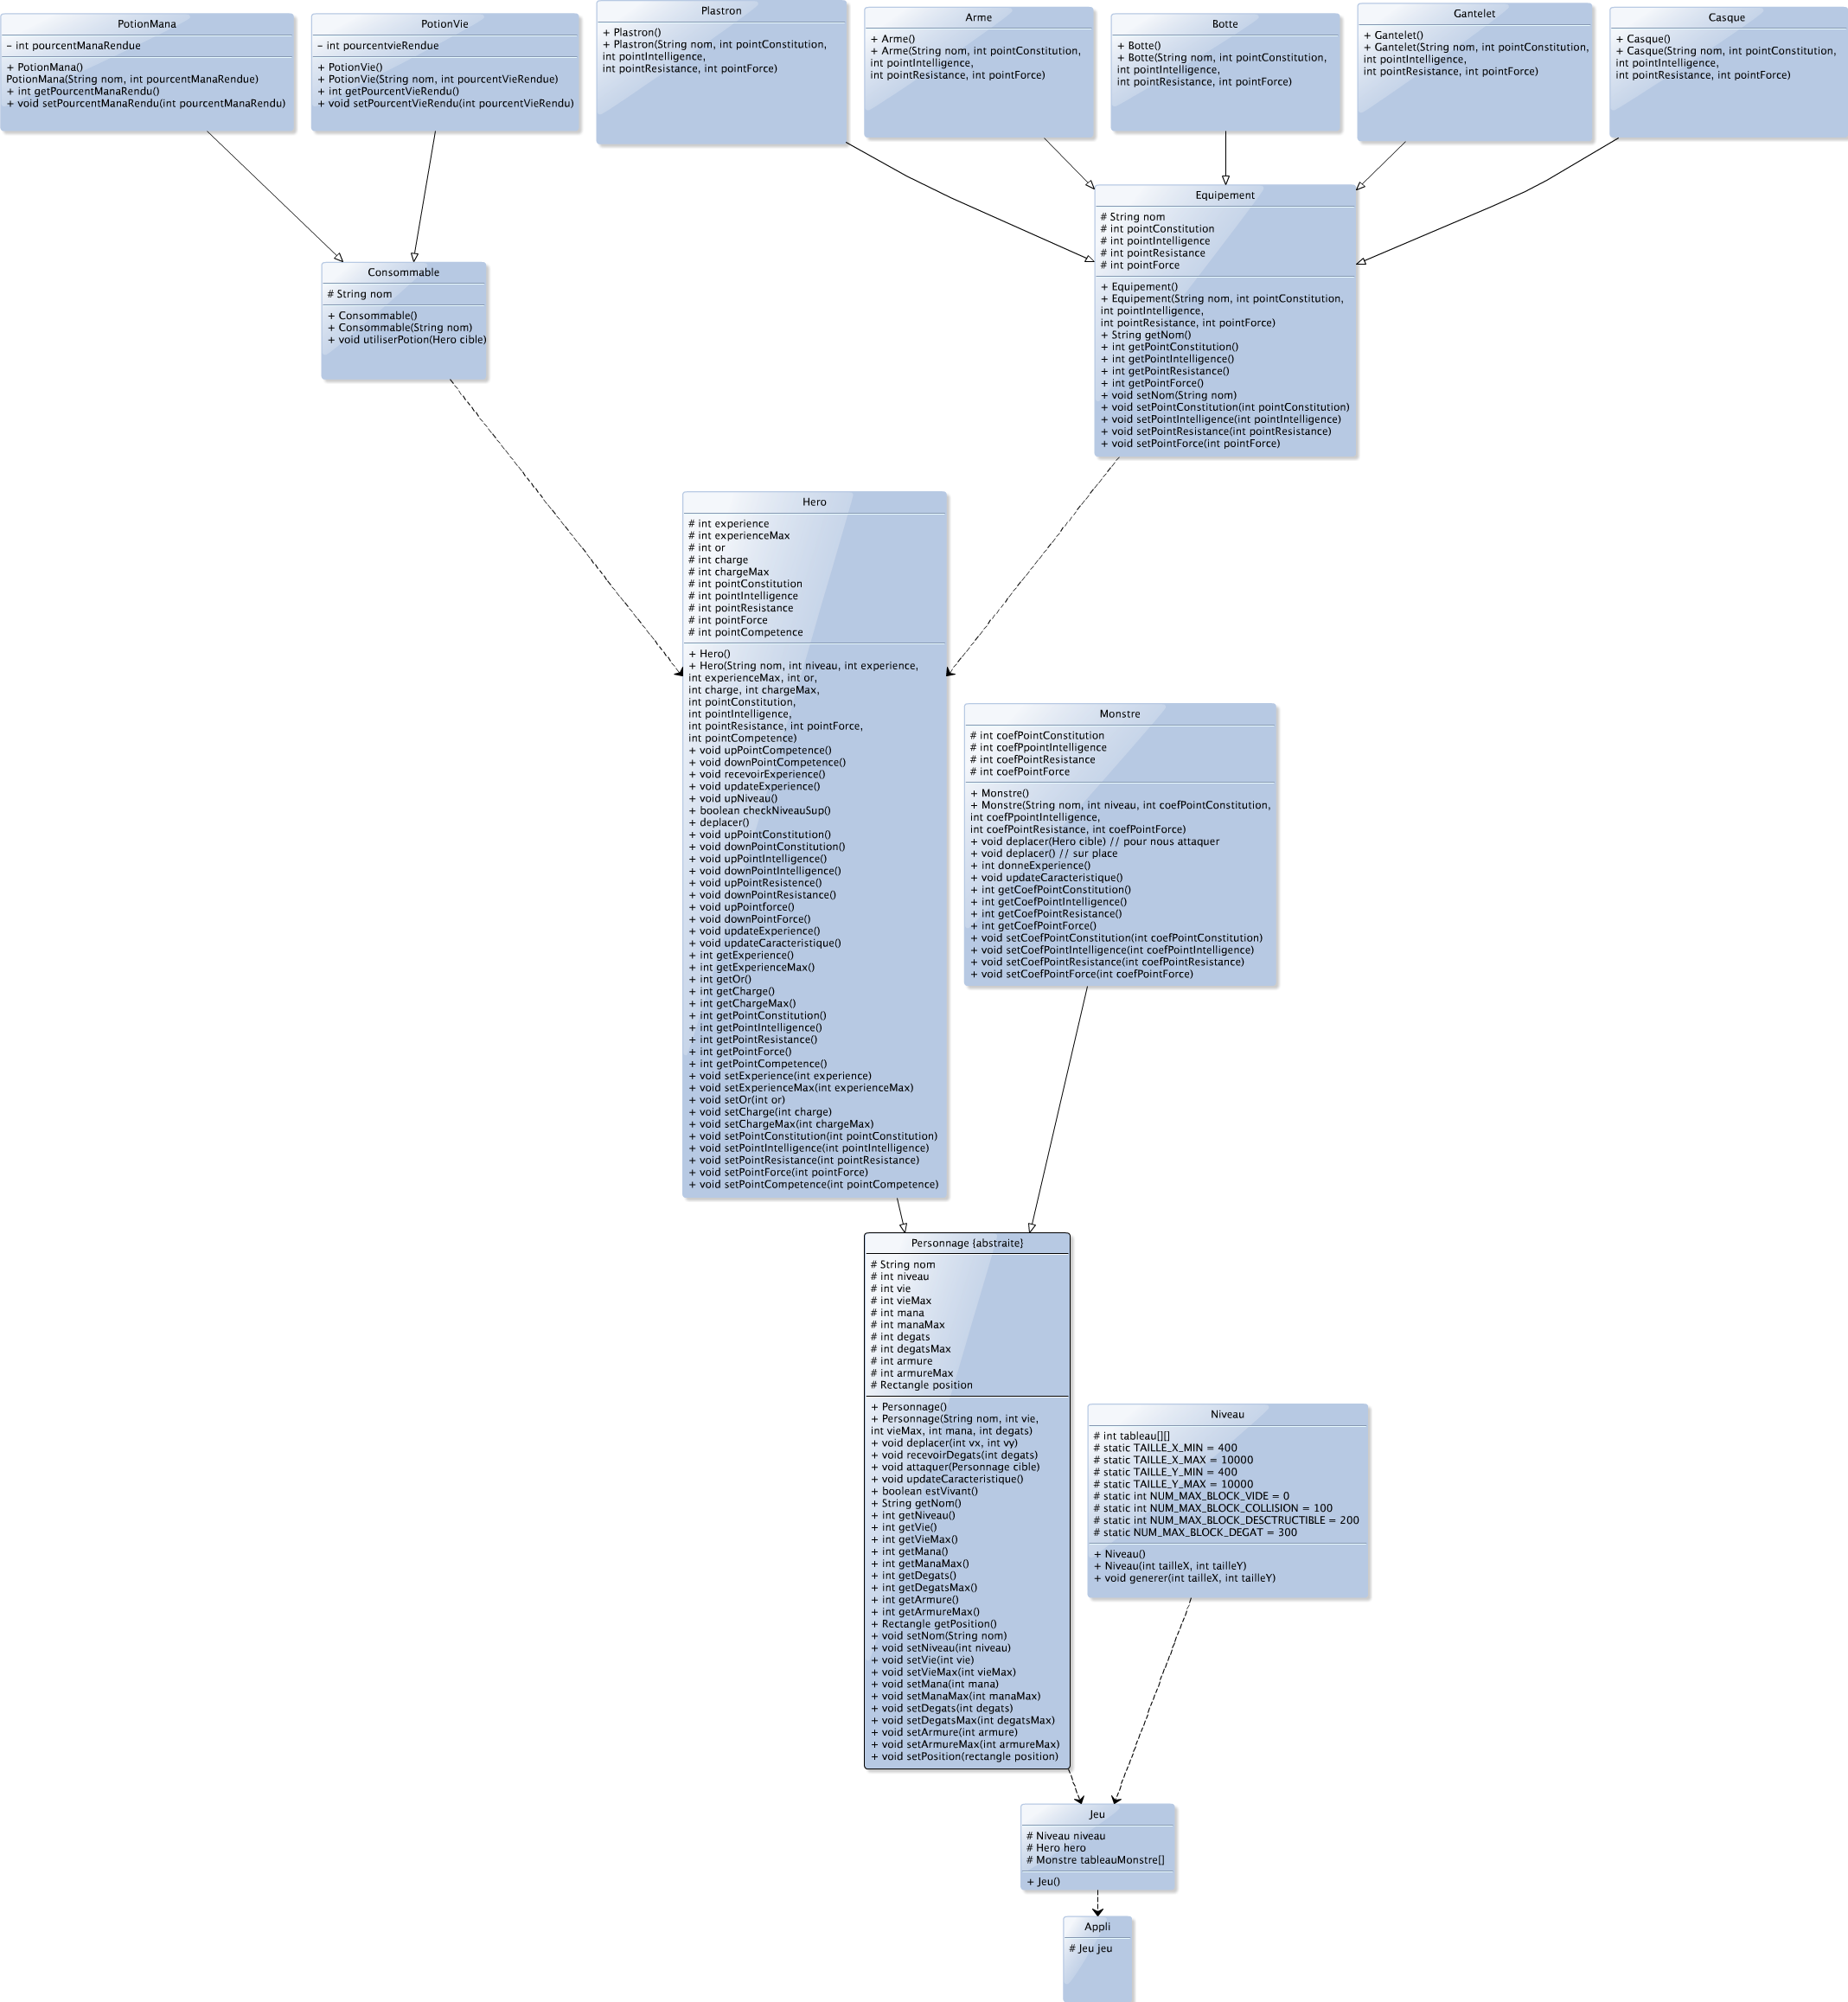 PotionMana
– int pourcentManaRendue
+ PotionMana()
PotionMana(String nom, int pourcentManaRendue)
+ int getPourcentManaRendu()
+ void setPourcentManaRendu(int pourcentManaRendu)
PotionVie
– int pourcentvieRendue
+ PotionVie()
+ PotionVie(String nom, int pourcentVieRendue)
+ int getPourcentVieRendu()
+ void setPourcentVieRendu(int pourcentVieRendu)
Plastron
+ Plastron()
+ Plastron(String nom, int pointConstitution,
int pointIntelligence,
int pointResistance, int pointForce)
Arme
+ Arme()
+ Arme(String nom, int pointConstitution,
int pointIntelligence,
int pointResistance, int pointForce)
Botte
+ Botte()
+ Botte(String nom, int pointConstitution,
int pointIntelligence,
int pointResistance, int pointForce)
Gantelet
+ Gantelet()
+ Gantelet(String nom, int pointConstitution,
int pointIntelligence,
int pointResistance, int pointForce)
Casque
+ Casque()
+ Casque(String nom, int pointConstitution,
int pointIntelligence,
int pointResistance, int pointForce)
Consommable
# String nom
+ Consommable()
+ Consommable(String nom)
+ void utiliserPotion(Hero cible)
Equipement
# String nom
# int pointConstitution
# int pointIntelligence
# int pointResistance
# int pointForce
+ Equipement()
+ Equipement(String nom, int pointConstitution,
int pointIntelligence,
int pointResistance, int pointForce)
+ String getNom()
+ int getPointConstitution()
+ int getPointIntelligence()
+ int getPointResistance()
+ int getPointForce()
+ void setNom(String nom)
+ void setPointConstitution(int pointConstitution)
+ void setPointIntelligence(int pointIntelligence)
+ void setPointResistance(int pointResistance)
+ void setPointForce(int pointForce)
Hero
# int experience
# int experienceMax
# int or
# int charge
# int chargeMax
# int pointConstitution
# int pointIntelligence
# int pointResistance
# int pointForce
# int pointCompetence
+ Hero()
+ Hero(String nom, int niveau, int experience,
int experienceMax, int or,
int charge, int chargeMax,
int pointConstitution,
int pointIntelligence,
int pointResistance, int pointForce,
int pointCompetence)
+ void upPointCompetence()
+ void downPointCompetence()
+ void recevoirExperience()
+ void updateExperience()
+ void upNiveau()
+ boolean checkNiveauSup()
+ deplacer()
+ void upPointConstitution()
+ void downPointConstitution()
+ void upPointIntelligence()
+ void downPointIntelligence()
+ void upPointResistence()
+ void downPointResistance()
+ void upPointforce()
+ void downPointForce()
+ void updateExperience()
+ void updateCaracteristique()
+ int getExperience()
+ int getExperienceMax()
+ int getOr()
+ int getCharge()
+ int getChargeMax()
+ int getPointConstitution()
+ int getPointIntelligence()
+ int getPointResistance()
+ int getPointForce()
+ int getPointCompetence()
+ void setExperience(int experience)
+ void setExperienceMax(int experienceMax)
+ void setOr(int or)
+ void setCharge(int charge)
+ void setChargeMax(int chargeMax)
+ void setPointConstitution(int pointConstitution)
+ void setPointIntelligence(int pointIntelligence)
+ void setPointResistance(int pointResistance)
+ void setPointForce(int pointForce)
+ void setPointCompetence(int pointCompetence)
Monstre
# int coefPointConstitution
# int coefPpointIntelligence
# int coefPointResistance
# int coefPointForce
+ Monstre()
+ Monstre(String nom, int niveau, int coefPointConstitution,
int coefPpointIntelligence,
int coefPointResistance, int coefPointForce)
+ void deplacer(Hero cible) // pour nous attaquer
+ void deplacer() // sur place
+ int donneExperience()
+ void updateCaracteristique()
+ int getCoefPointConstitution()
+ int getCoefPointIntelligence()
+ int getCoefPointResistance()
+ int getCoefPointForce()
+ void setCoefPointConstitution(int coefPointConstitution)
+ void setCoefPointIntelligence(int coefPointIntelligence)
+ void setCoefPointResistance(int coefPointResistance)
+ void setCoefPointForce(int coefPointForce)
Personnage {abstraite}
# String nom
# int niveau
# int vie
# int vieMax
# int mana
# int manaMax
# int degats
# int degatsMax
# int armure
# int armureMax
# Rectangle position
+ Personnage()
+ Personnage(String nom, int vie,
int vieMax, int mana, int degats)
+ void deplacer(int vx, int vy)
+ void recevoirDegats(int degats)
+ void attaquer(Personnage cible)
+ void updateCaracteristique()
+ boolean estVivant()
+ String getNom()
+ int getNiveau()
+ int getVie()
+ int getVieMax()
+ int getMana()
+ int getManaMax()
+ int getDegats()
+ int getDegatsMax()
+ int getArmure()
+ int getArmureMax()
+ Rectangle getPosition()
+ void setNom(String nom)
+ void setNiveau(int niveau)
+ void setVie(int vie)
+ void setVieMax(int vieMax)
+ void setMana(int mana)
+ void setManaMax(int manaMax)
+ void setDegats(int degats)
+ void setDegatsMax(int degatsMax)
+ void setArmure(int armure)
+ void setArmureMax(int armureMax)
+ void setPosition(rectangle position)
Niveau
# int tableau[][]
# static TAILLE_X_MIN = 400
# static TAILLE_X_MAX = 10000
# static TAILLE_Y_MIN = 400
# static TAILLE_Y_MAX = 10000
# static int NUM_MAX_BLOCK_VIDE = 0
# static int NUM_MAX_BLOCK_COLLISION = 100
# static int NUM_MAX_BLOCK_DESCTRUCTIBLE = 200
# static NUM_MAX_BLOCK_DEGAT = 300
+ Niveau()
+ Niveau(int tailleX, int tailleY)
+ void generer(int tailleX, int tailleY)
Jeu
# Niveau niveau
# Hero hero
# Monstre tableauMonstre[]
+ Jeu()
Appli
# Jeu jeu